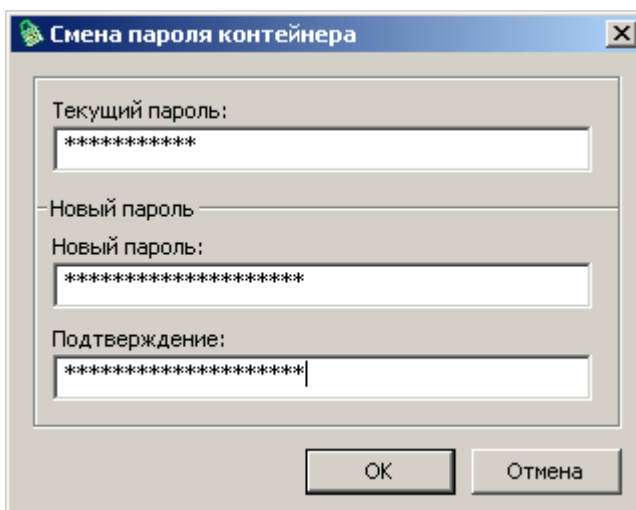 Смена пароля контейнера
Текущий пароль:
***********
Новый пароль
Новый пароль:
********************
Подтверждение:
********************
OK
Отмена